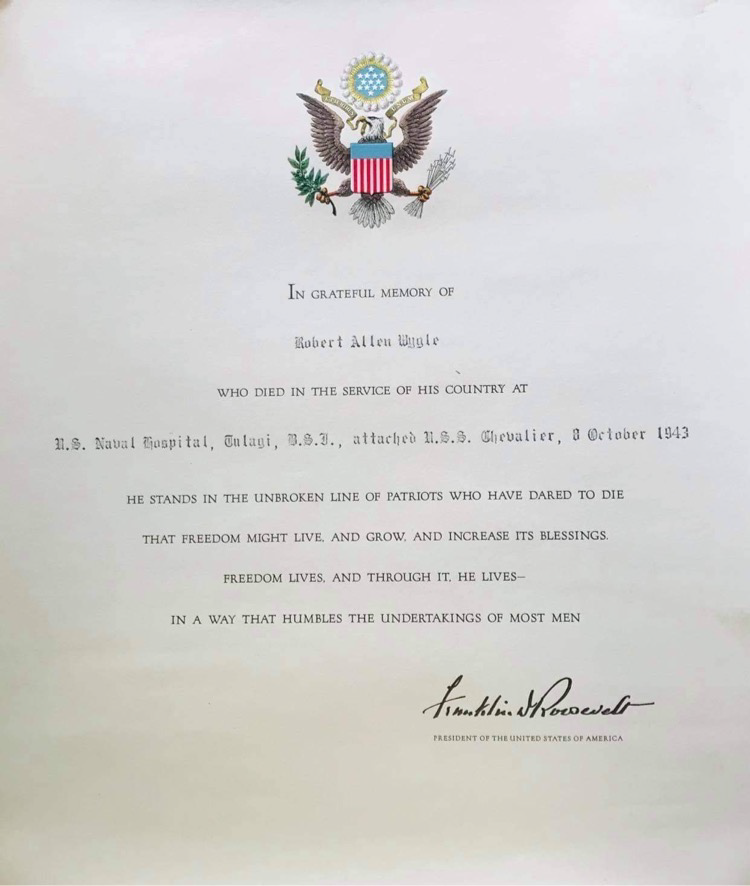 IN GRATEFUL MEMORY OF
Robert Allen Wygle
WHO DIED IN THE SERVICE OF HIS COUNTRY AT
U.S. Naval Hospital, Tulagi, B.S.I., attached U.S.S. Chevalier, 8 October 1943
HE STANDS IN THE UNBROKEN LINE OF PATRIOTS WHO HAVE DARED TO DIE
THAT FREEDOM MIGHT LIVE, AND GROW, AND INCREASE ITS BLESSINGS.
FREEDOM LIVES, AND THROUGH IT, HE LIVES—
IN A WAY THAT HUMBLES THE UNDERTAKINGS OF MOST MEN
Franklin D Roosevelt
PRESIDENT OF THE UNITED STATES OF AMERICA